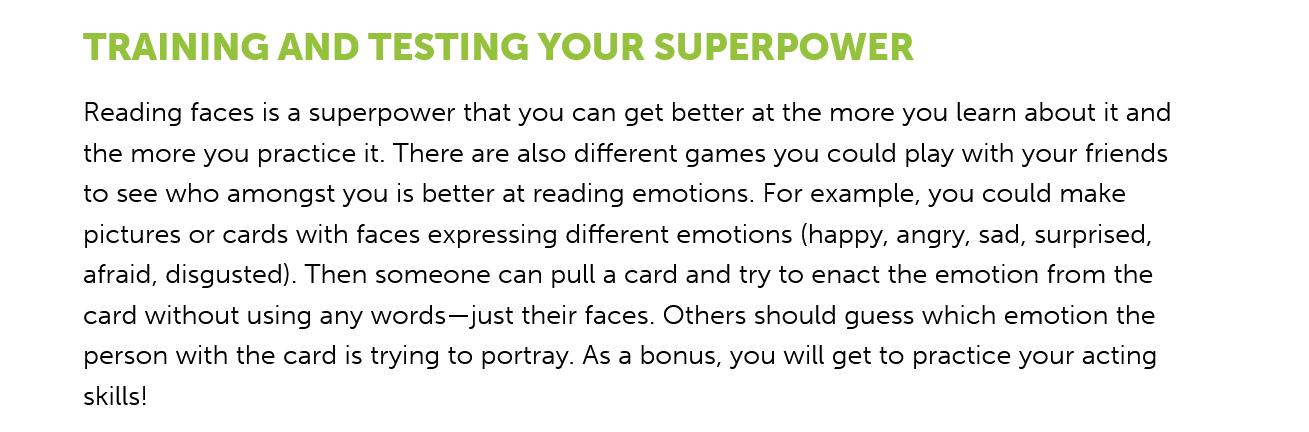 TRAINING AND TESTING YOUR SUPERPOWER
Reading faces is a superpower that you can get better at the more you learn about it and
the more you practice it. There are also different games you could play with your friends
to see who amongst you is better at reading emotions. For example, you could make
pictures or cards with faces expressing different emotions (happy, angry, sad, surprised,
afraid, disgusted). Then someone can pull a card and try to enact the emotion from the
card without using any words—just their faces. Others should guess which emotion the
person with the card is trying to portray. As a bonus, you will get to practice your acting
skills!